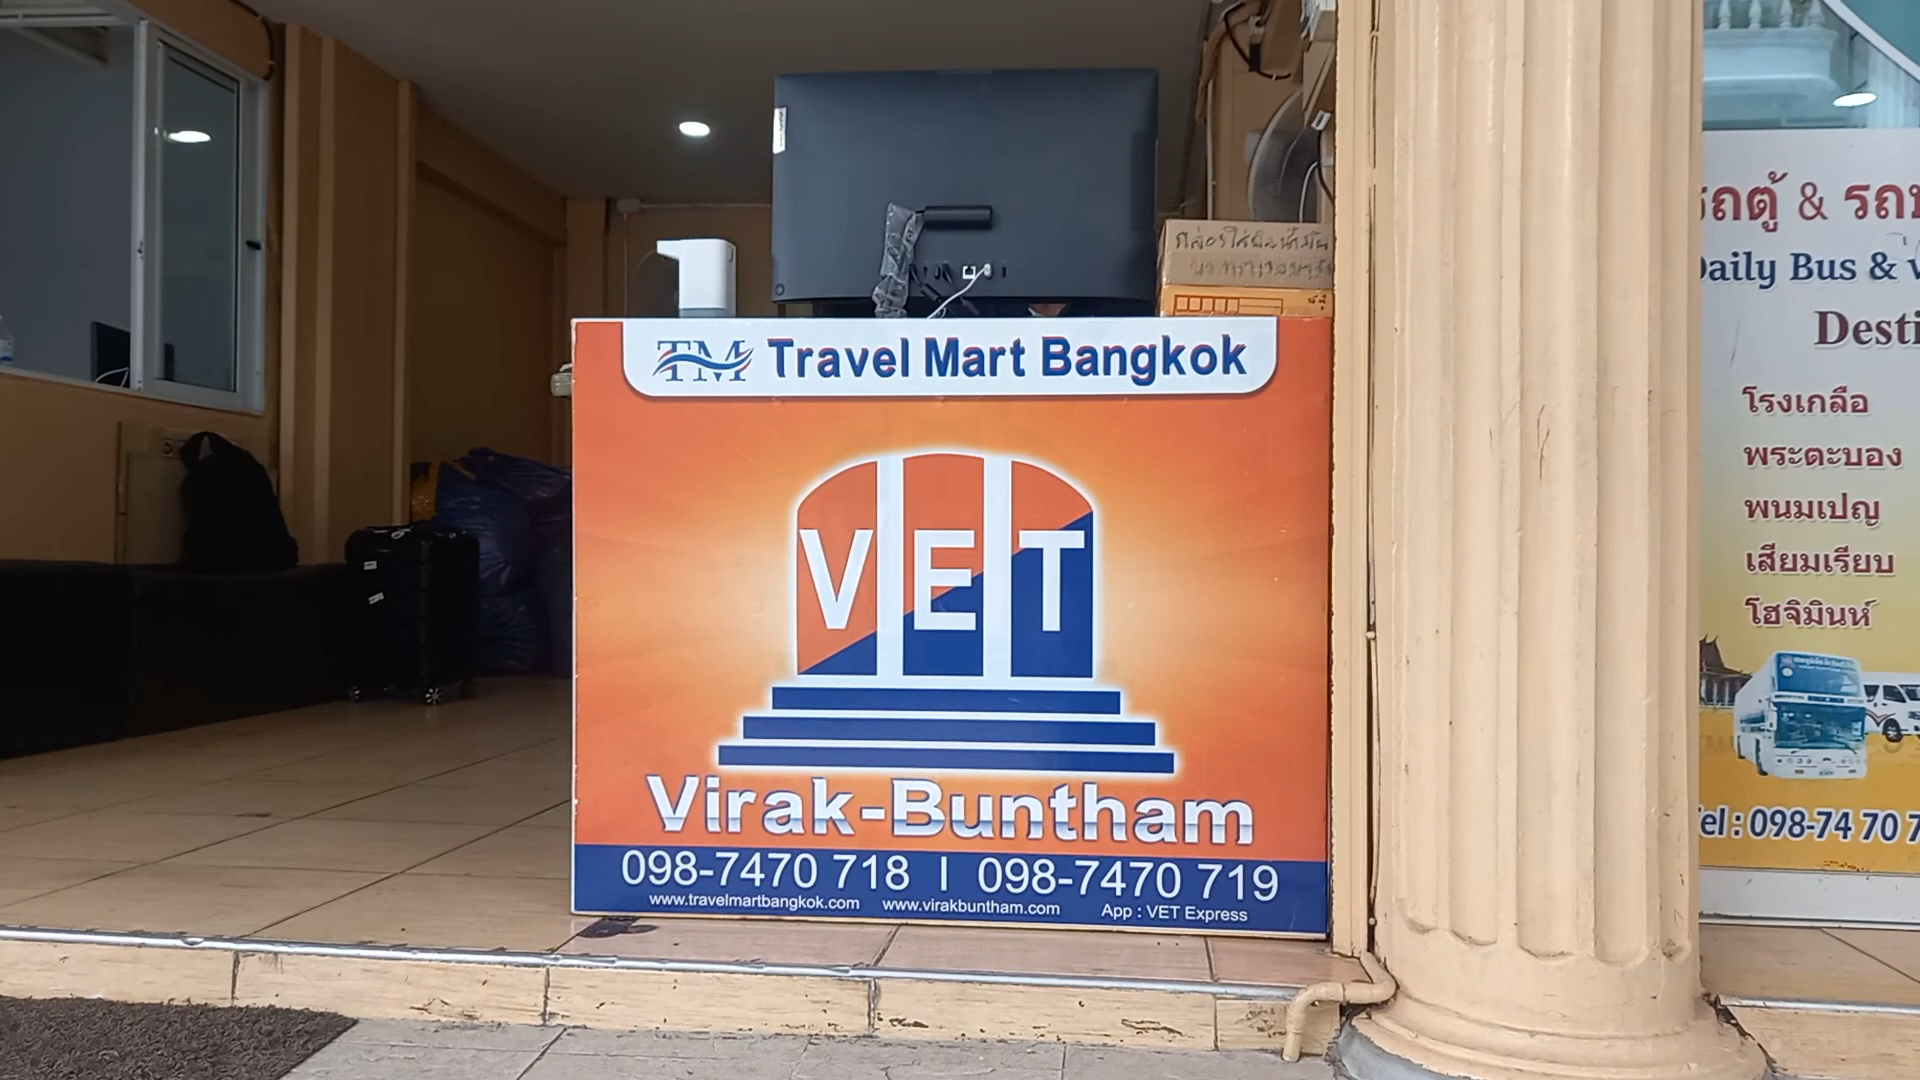 TM Travel Mart Bangkok
VET
Virak-Buntham
098-7470 718 | 098-7470 719
www.travelmartbangkok.com www.virakbuntham.com App : VET Express
รถตู้ & 
Daily Bus &
Desti
โรงเกลือ
พระตะบอง
พนมเปญ
เสียมเรียบ
โฮจิมินห์
Tel : 098-74 70 7